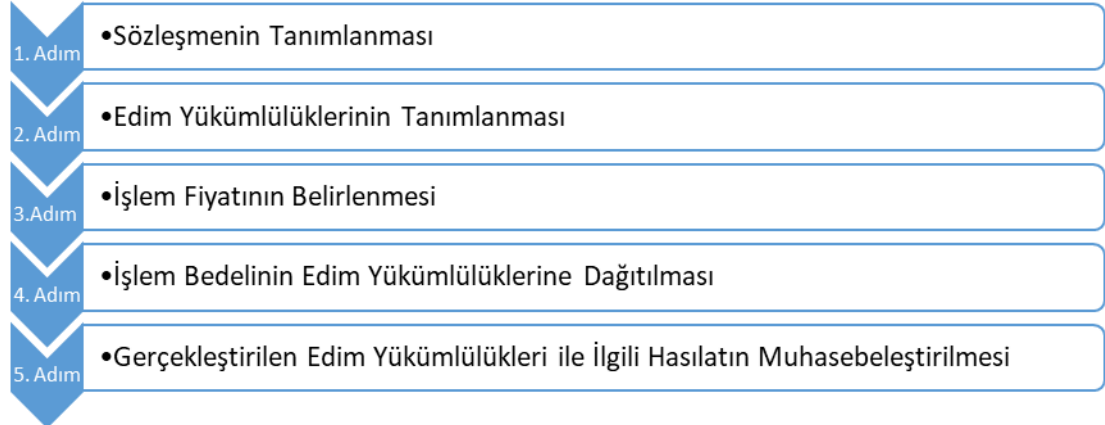 1. Adım
•Sözleşmenin Tanımlanması
2. Adım
•Edim Yükümlülüklerinin Tanımlanması
3.Adım
•İşlem Fiyatının Belirlenmesi
4. Adım
•İşlem Bedelinin Edim Yükümlülüklerine Dağıtılması
5. Adım
•Gerçekleştirilen Edim Yükümlülükleri ile İlgili Hasılatın Muhasebeleştirilmesi